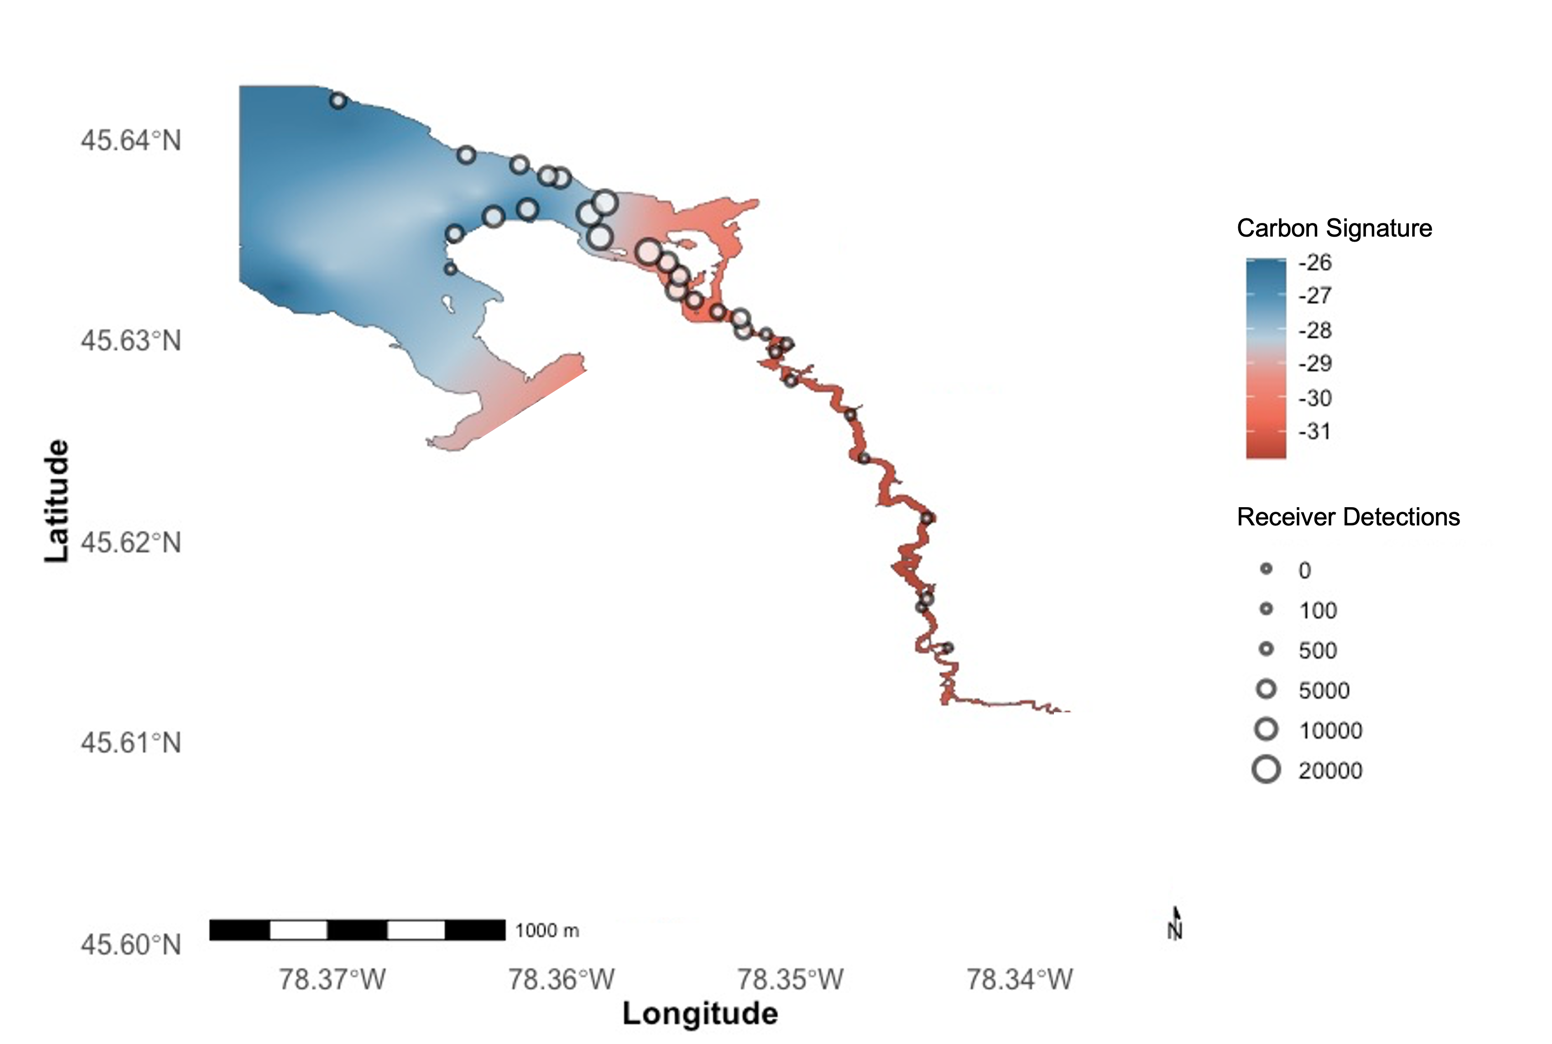 45.64°N
45.63°N
45.62°N
45.61°N
45.60°N
Latitude
78.37°W
78.36°W
78.35°W
78.34°W
Longitude
1000 m
N
Carbon Signature
-26
-27
-28
-29
-30
-31
Receiver Detections
0
100
500
5000
10000
20000